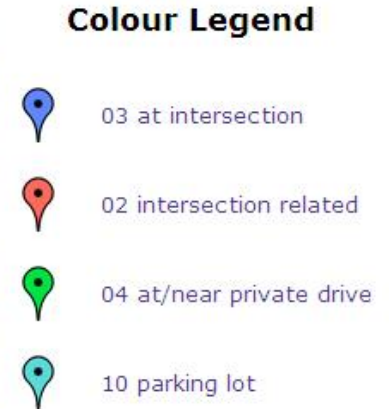 Colour Legend
03 at intersection
02 intersection related
04 at/near private drive
10 parking lot